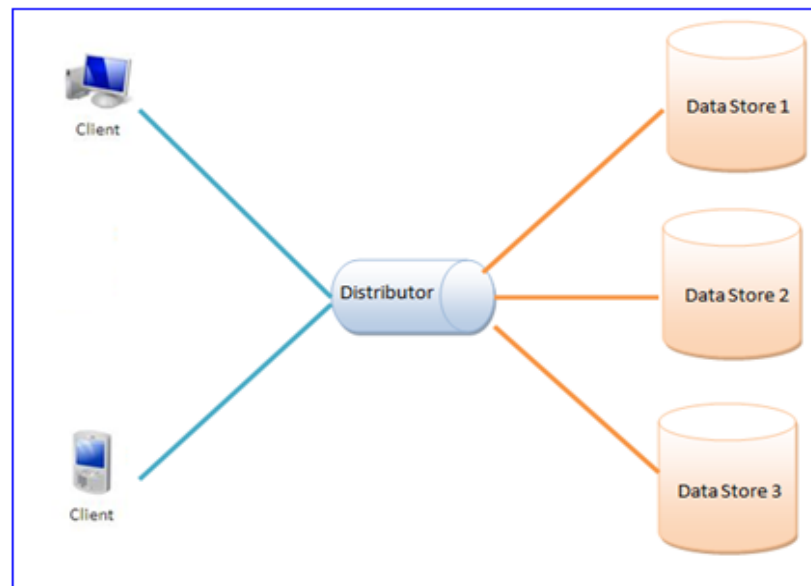 Client
Data Store 1
Distributor
Data Store 2
Client
Data Store 3